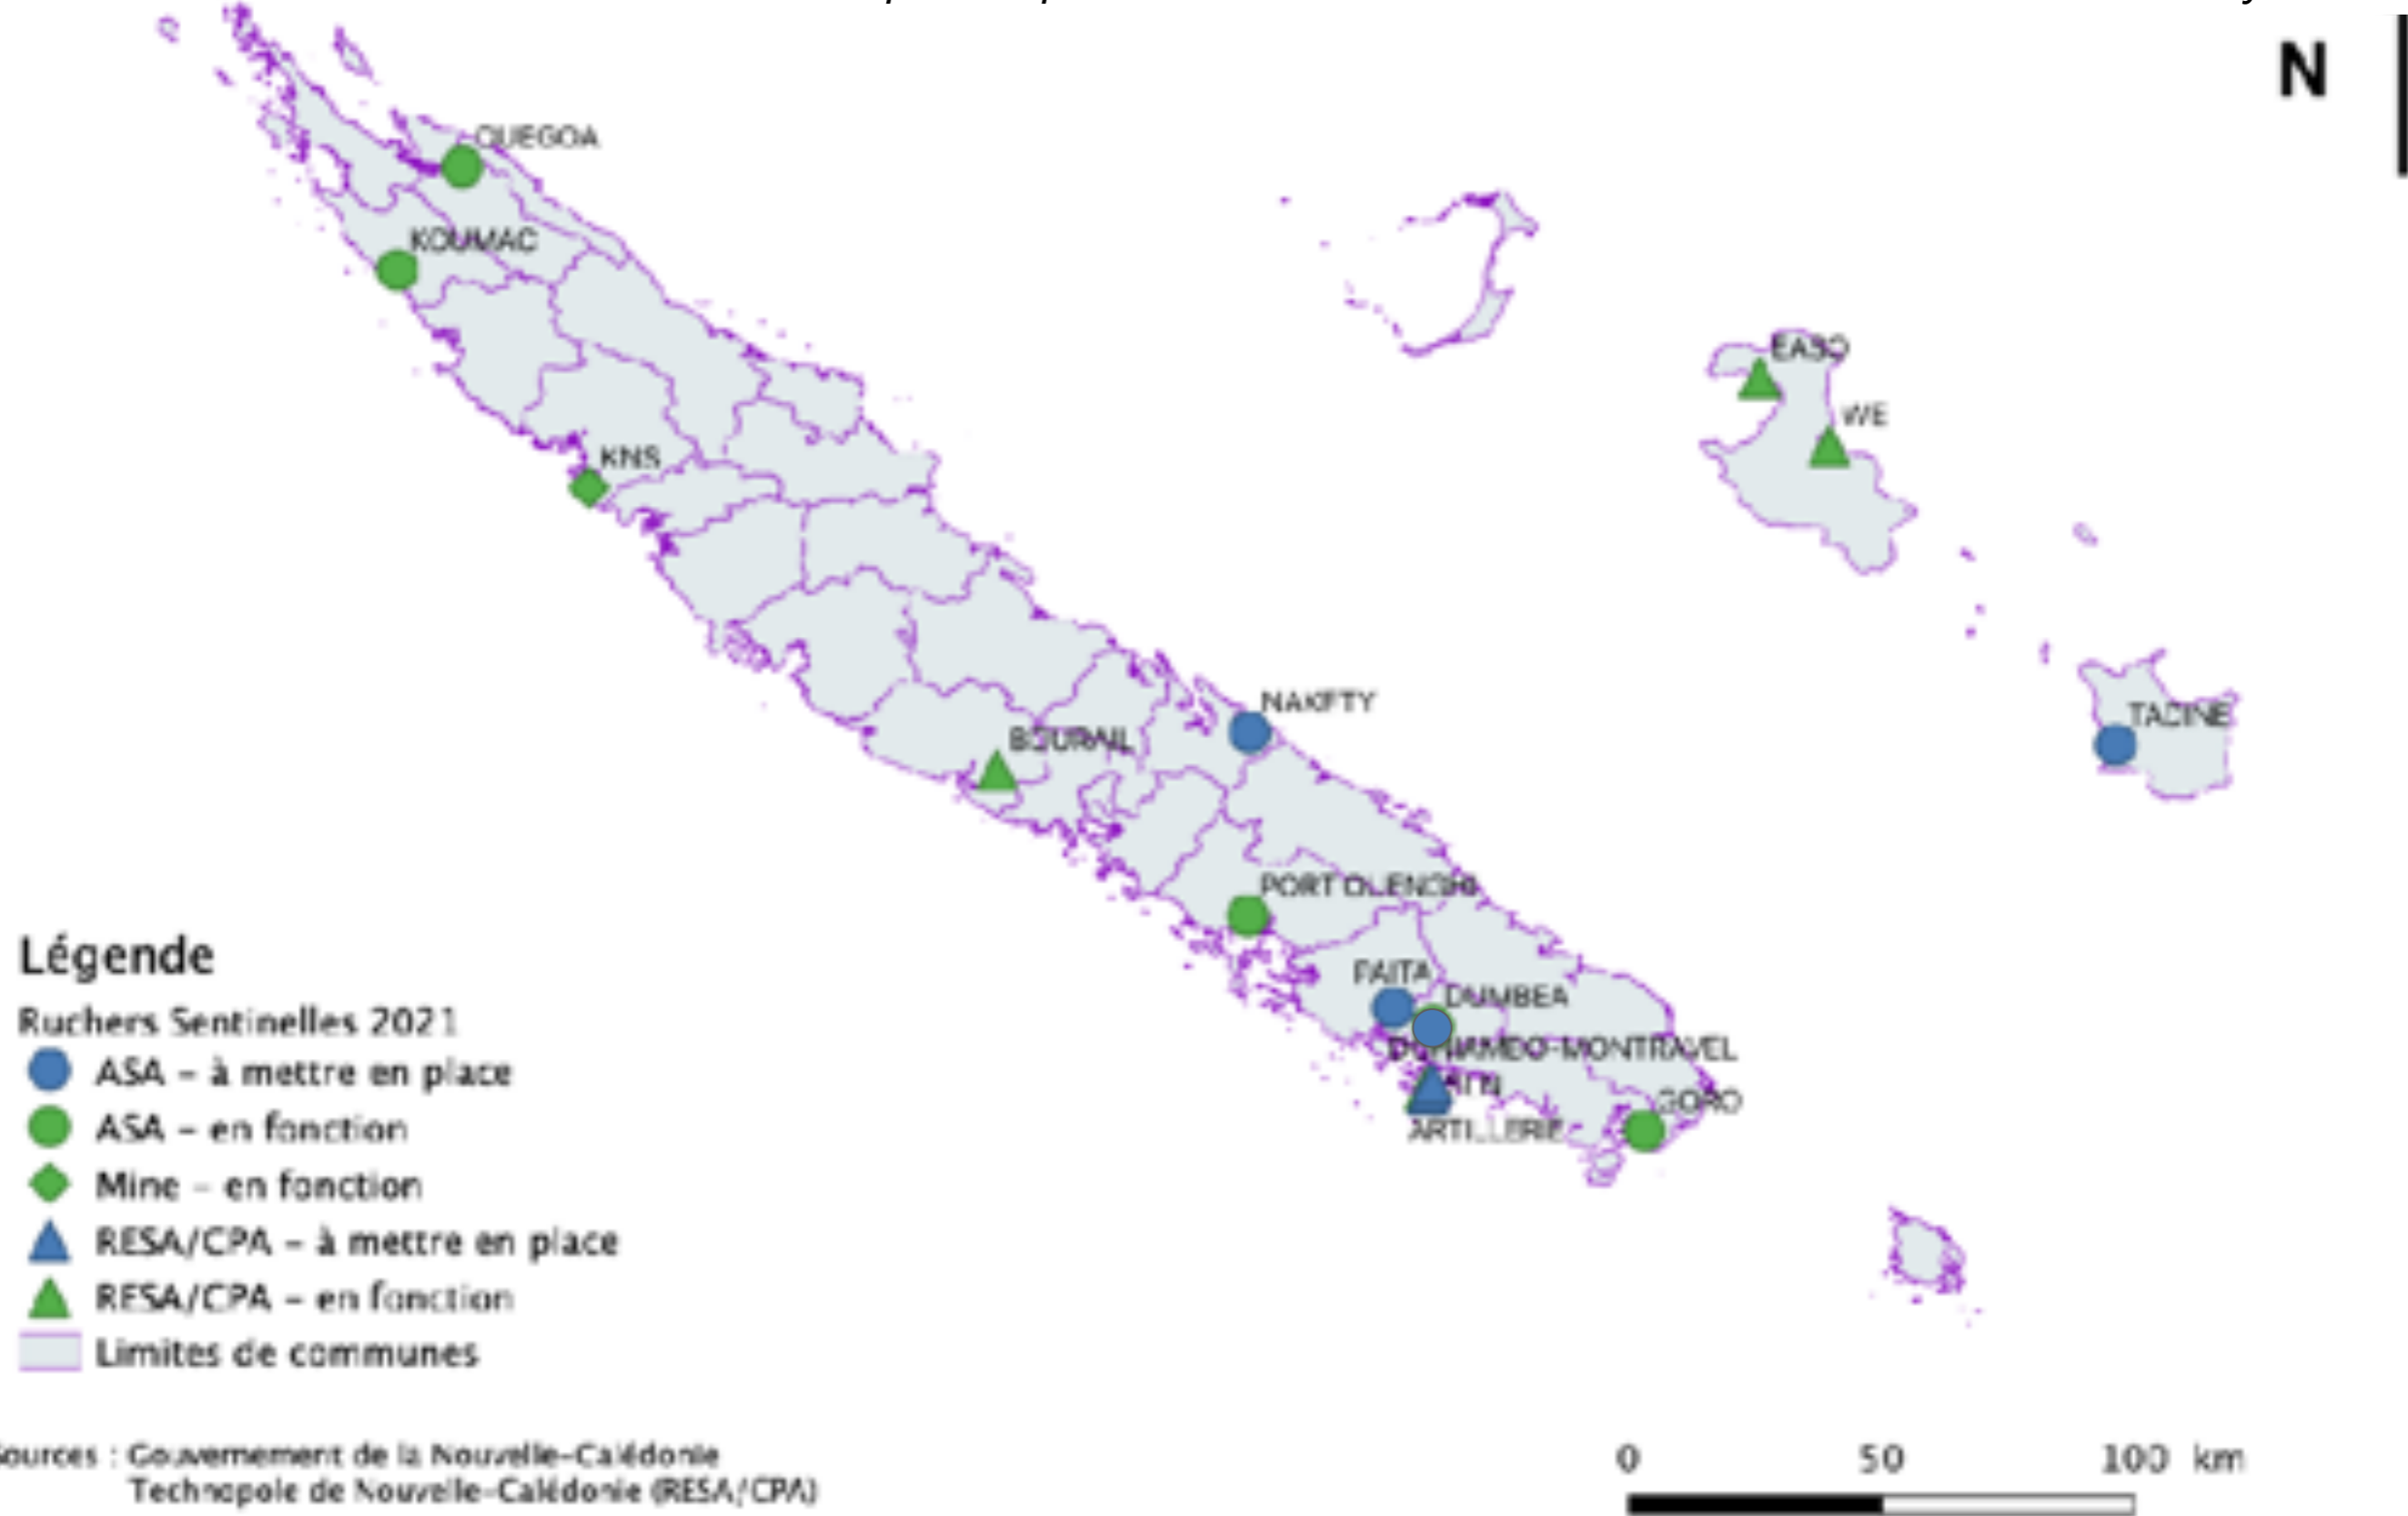 N
OUEGOA
KOUMAC
KNS
EASO
WE
NAKETY
TADINE
BOURAIL
PORT OUENGHI
PAITA
DUMBEA
GORO
ARTILLERIE
Légende
Ruchers Sentinelles 2021
ASA – à mettre en place
ASA – en fonction
Mine – en fonction
RESA/CPA – à mettre en place
RESA/CPA – en fonction
Limites de communes
Sources : Gouvernement de la Nouvelle-Calédonie
Technopole de Nouvelle-Calédonie (RESA/CPA)
0 50 100 km